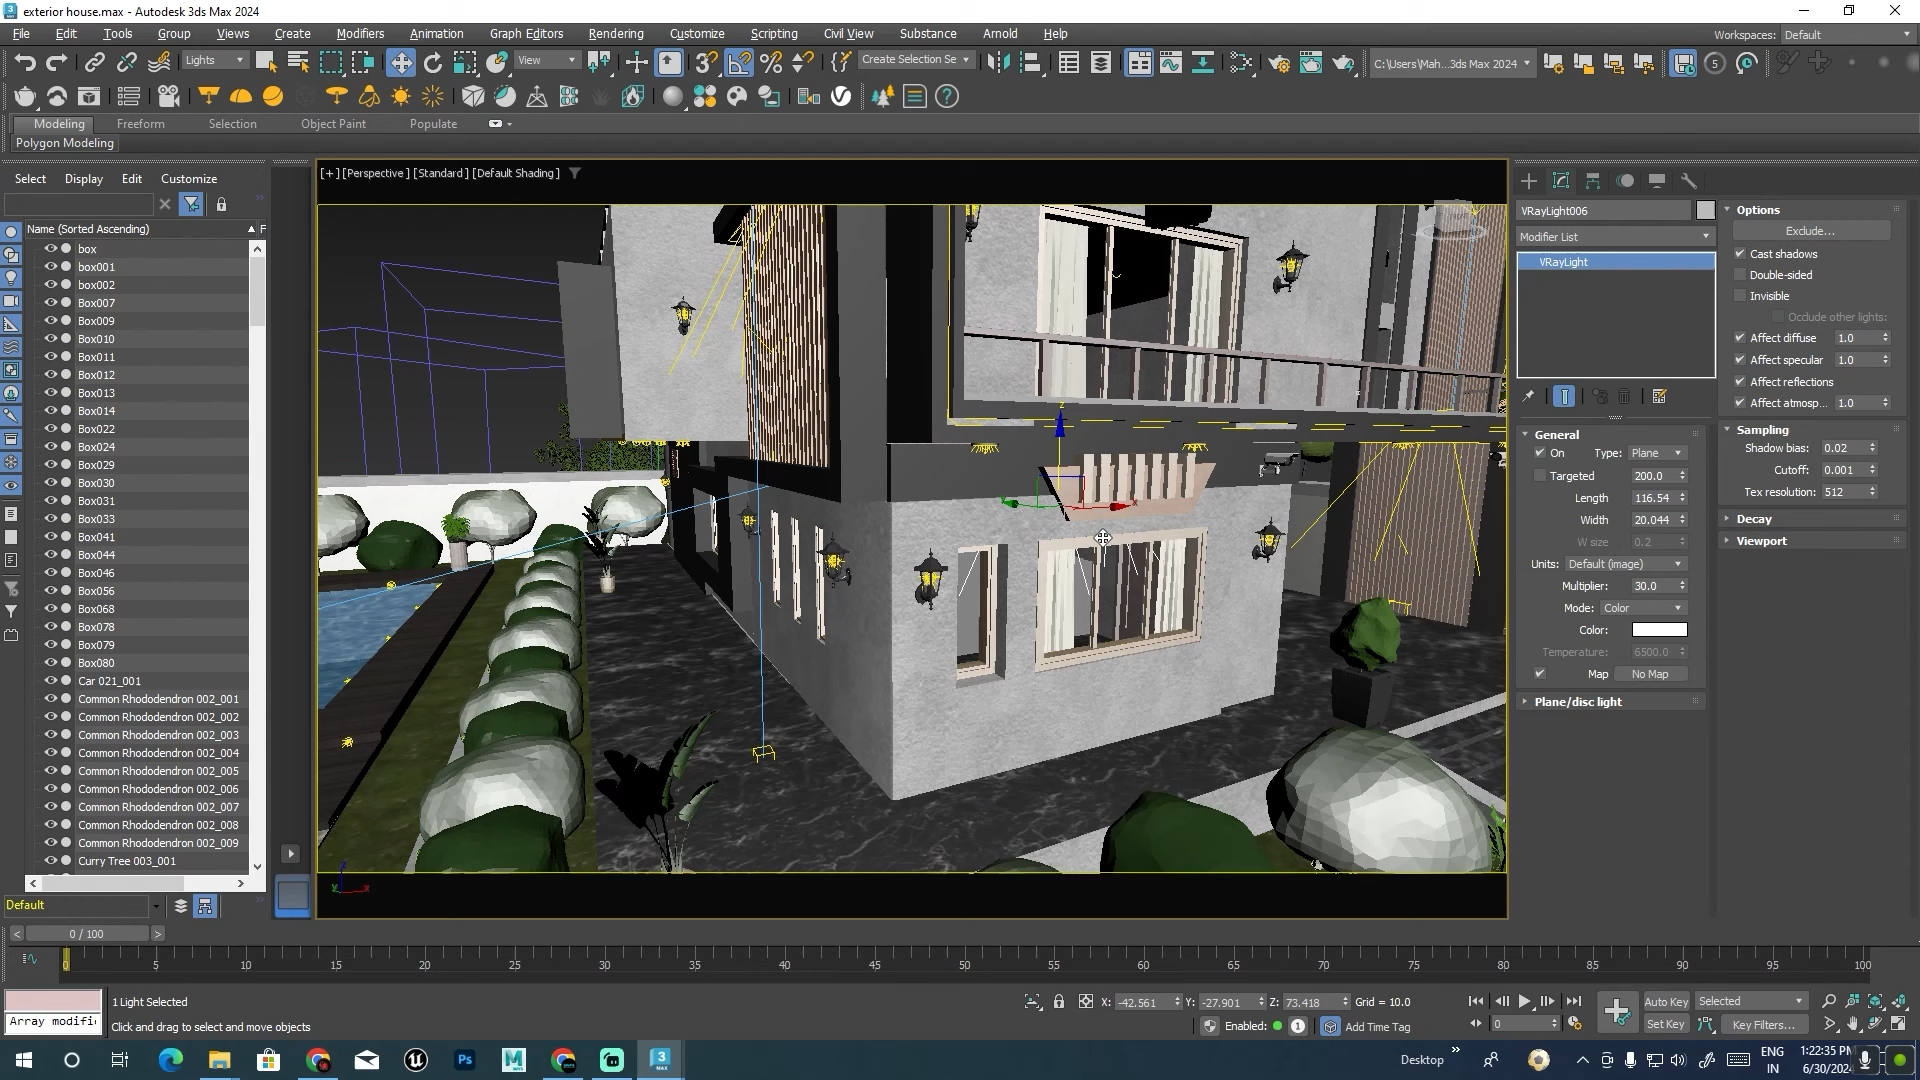 exterior house.max - Autodesk 3ds Max 2024
File Edit Tools Group Views Create Modifiers Animation Graph Editors Rendering Customize Scripting Civil View Substance Arnold Help
Workspaces: Default
Lights View Create Selection Se C:\Users\Mah...3ds Max 2024
Modeling Freeform Selection Object Paint Populate
Polygon Modeling
Select Display Edit Customize
Name (Sorted Ascending) F
box
box001
box002
Box007
Box009
Box010
Box011
Box012
Box013
Box014
Box022
Box024
Box029
Box030
Box031
Box033
Box041
Box044
Box046
Box056
Box068
Box078
Box079
Box080
Car 021_001
Common Rhododendron 002_001
Common Rhododendron 002_002
Common Rhododendron 002_003
Common Rhododendron 002_004
Common Rhododendron 002_005
Common Rhododendron 002_006
Common Rhododendron 002_007
Common Rhododendron 002_008
Common Rhododendron 002_009
Curry Tree 003_001
Default
[+] [Perspective ] [Standard ] [Default Shading ]
VRayLight006
Modifier List
VRayLight
General
On Type: Plane
Targeted 200.0
Length 116.54
Width 20.044
W size 0.2
Units: Default (image)
Multiplier: 30.0
Mode: Color
Color:
Temperature: 6500.0
Map No Map
Plane/disc light
Options
Exclude...
Cast shadows
Double-sided
Invisible
Occlude other lights:
Affect diffuse 1.0
Affect specular 1.0
Affect reflections
Affect atmosp... 1.0
Sampling
Shadow bias: 0.02
Cutoff: 0.001
Tex resolution: 512
Decay
Viewport
< 0 / 100 >
0 5 10 15 20 25 30 35 40 45 50 55 60 65 70 75 80 85 90 95 100
1 Light Selected
X: -42.561 Y: -27.901 Z: 73.418 Grid = 10.0
Auto Key Selected
Array modifi
Click and drag to select and move objects
Enabled: 1 Add Time Tag
0
Set Key Key Filters...
Desktop
ENG
IN
1:22:35 PM
6/30/2024